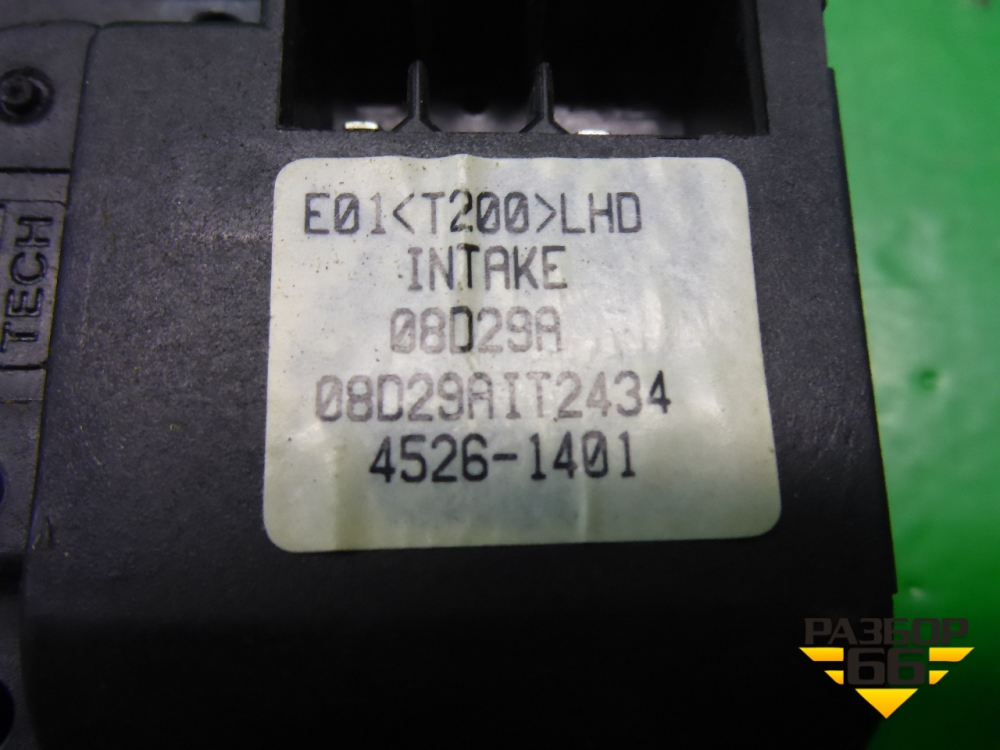 E01<T200>LHD
INTAKE
08D29A
08D29AIT2434
4526-1401
TECH
РАЗБОР
66